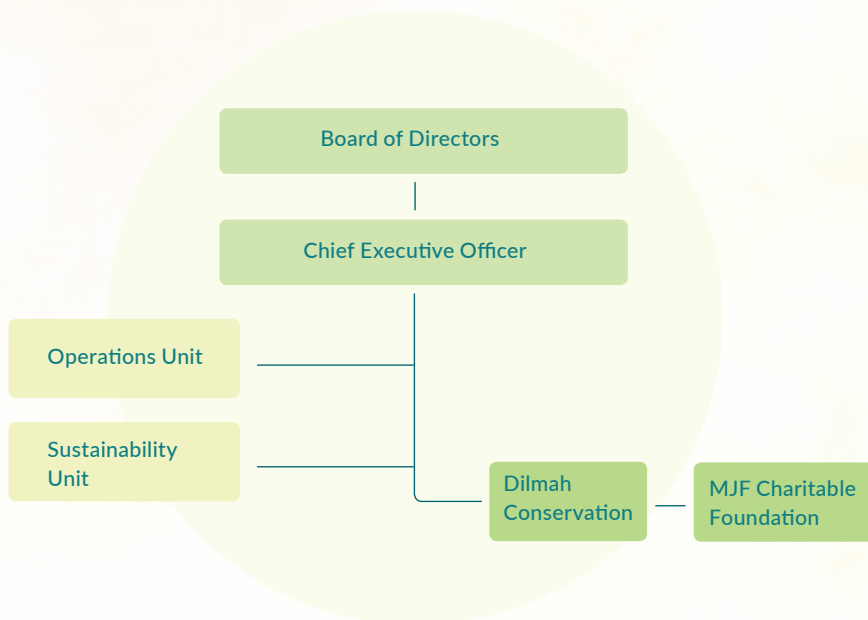 Board of Directors
Chief Executive Officer
Operations Unit
Sustainability
Unit
Dilmah
Conservation
MJF Charitable
Foundation